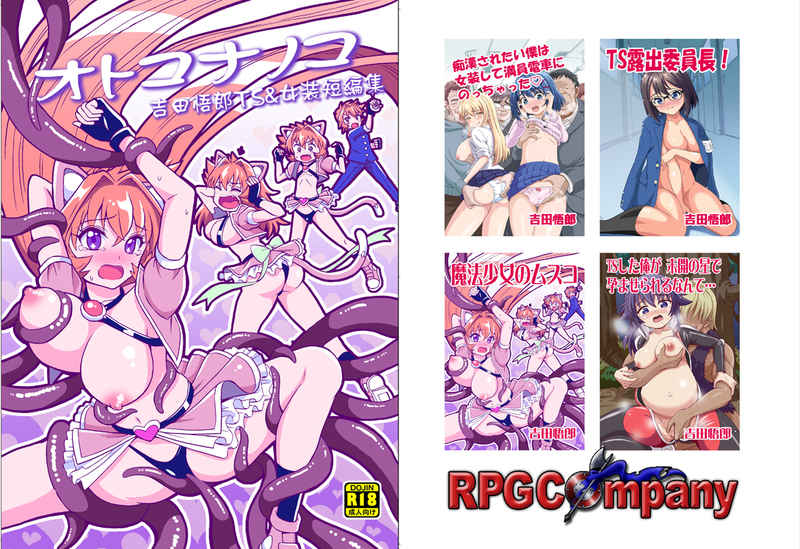 オトコナノコ
吉田悟郎TS&女装短編集
DOJIN
R18
成人向け
痴漢されたい僕は
女装して満員電車に
のっちゃった♡
吉田悟郎
TS露出委員長!
吉田悟郎
魔法少女のムスコ
吉田悟郎
TSした俺が 未開の星で
孕ませられるなんて…
吉田悟郎
RPGCompany